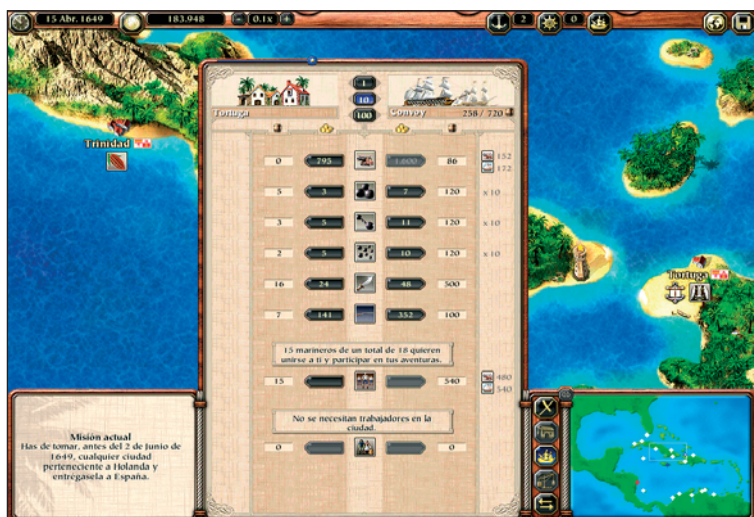 15 Abr. 1649
183.948
0.1x
2
0
Trinidad
1
10
100
Tortuga
Convoy 258 / 720
0 795 1.600 86 152
172
5 3 7 120 x 10
3 5 11 120 x 10
2 5 10 120 x 10
16 24 48 500
7 141 352 100
15 marineros de un total de 18 quieren
unirse a ti y participar en tus aventuras.
15 540 480
540
No se necesitan trabajadores en la
ciudad.
0 0
Tortuga
Misión actual
Has de tomar, antes del 2 de Junio de
1649, cualquier ciudad
perteneciente a Holanda y
entrégasela a España.